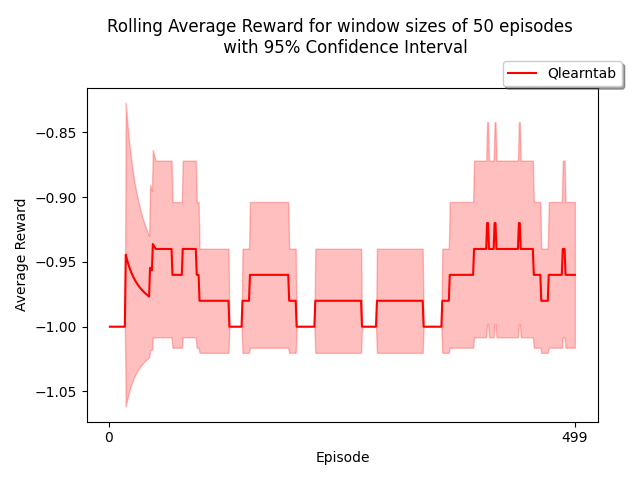 Rolling Average Reward for window sizes of 50 episodes
with 95% Confidence Interval
Qlearntab
−0.85
−0.90
−0.95
−1.00
−1.05
Average Reward
0
499
Episode